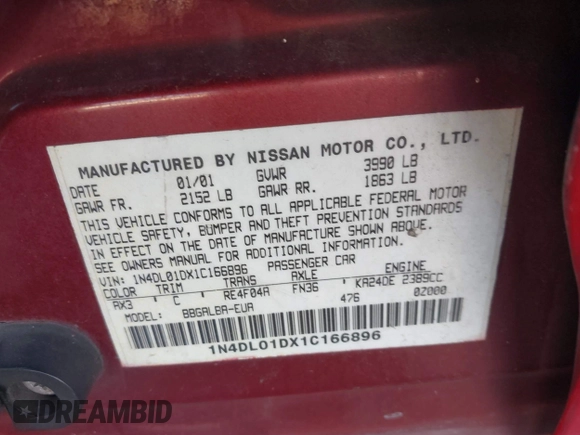 MANUFACTURED BY NISSAN MOTOR CO., LTD.
DATE 01/01 GVWR 3990 LB
GAWR FR. 2152 LB GAWR RR. 1863 LB
THIS VEHICLE CONFORMS TO ALL APPLICABLE FEDERAL MOTOR
VEHICLE SAFETY, BUMPER AND THEFT PREVENTION STANDARDS
IN EFFECT ON THE DATE OF MANUFACTURE SHOWN ABOVE.
SEE OWNERS MANUAL FOR ADDITIONAL INFORMATION.
VIN: 1N4DL01DX1C166896 PASSENGER CAR
COLOR TRIM TRANS AXLE ENGINE
AX3 C RE4F04A FN36 KA24DE 2389CC
MODEL: BBGALBA-EUA 476 02000
1N4DL01DX1C166896
DREAMBID